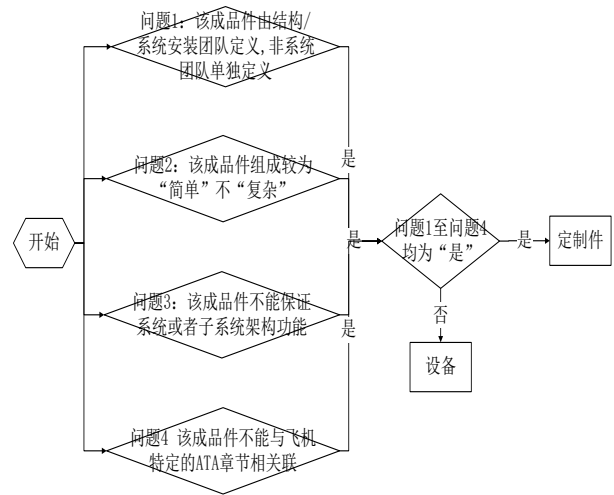 问题1：该成品件由结构/
系统安装团队定义,非系统
团队单独定义
是
问题2：该成品件组成较为
“简单”不“复杂”
开始
是
问题1至问题4
均为“是”
是
定制件
问题3：该成品件不能保证
系统或者子系统架构功能
是
否
设备
问题4 该成品件不能与飞机
特定的ATA章节相关联